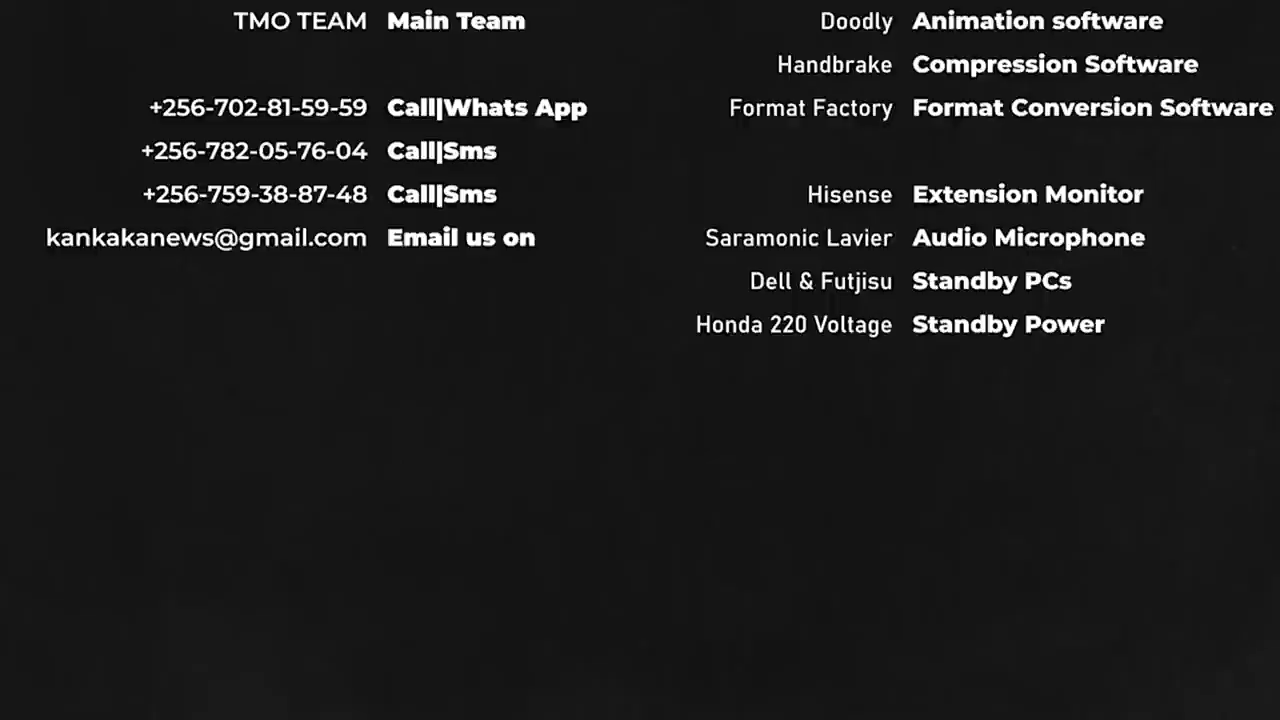 TMO TEAM Main Team
+256-702-81-59-59 Call|Whats App
+256-782-05-76-04 Call|Sms
+256-759-38-87-48 Call|Sms
kankakanews@gmail.com Email us on
Doodly Animation software
Handbrake Compression Software
Format Factory Format Conversion Software
Hisense Extension Monitor
Saramonic Lavier Audio Microphone
Dell & Futjisu Standby PCs
Honda 220 Voltage Standby Power